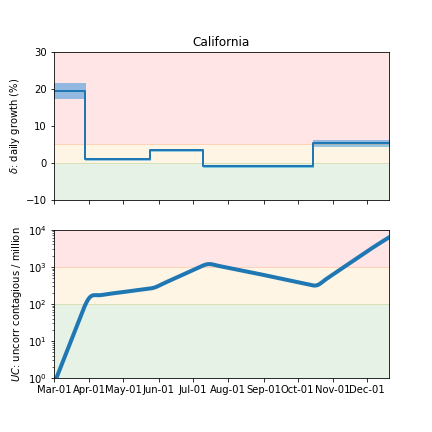 California
δ: daily growth (%)
30
20
10
0
−10
UC: uncorr contagious / million
10⁴
10³
10²
10¹
10⁰
Mar-01 Apr-01 May-01 Jun-01 Jul-01 Aug-01 Sep-01 Oct-01 Nov-01 Dec-01